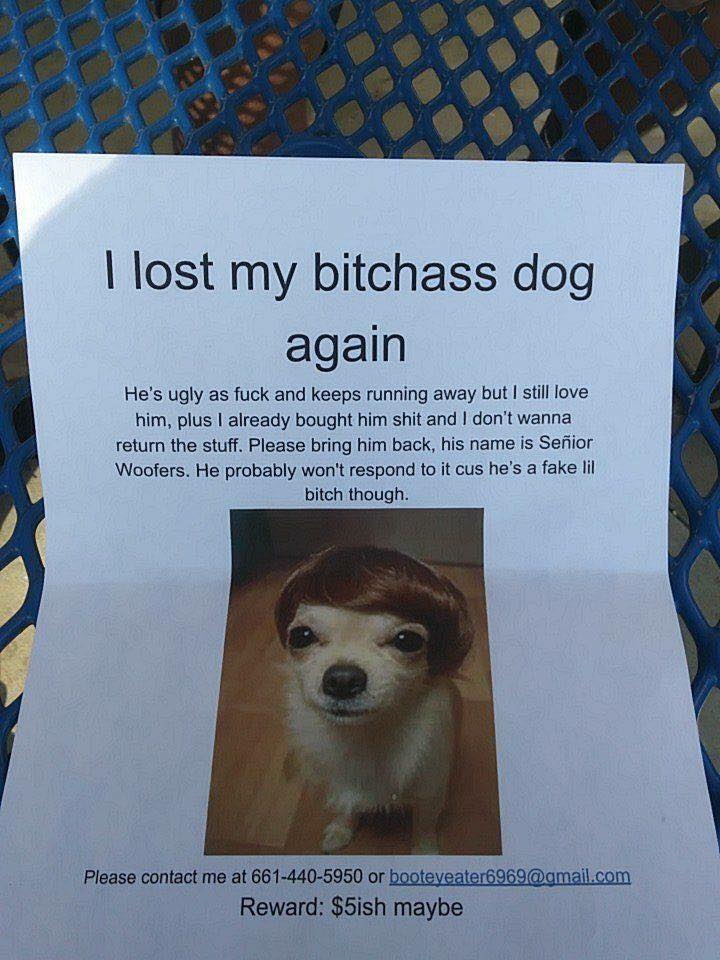 I lost my bitchass dog
again
He's ugly as fuck and keeps running away but I still love
him, plus I already bought him shit and I don't wanna
return the stuff. Please bring him back, his name is Señior
Woofers. He probably won't respond to it cus he's a fake lil
bitch though.
Please contact me at 661-440-5950 or booteyeater6969@gmail.com
Reward: $5ish maybe